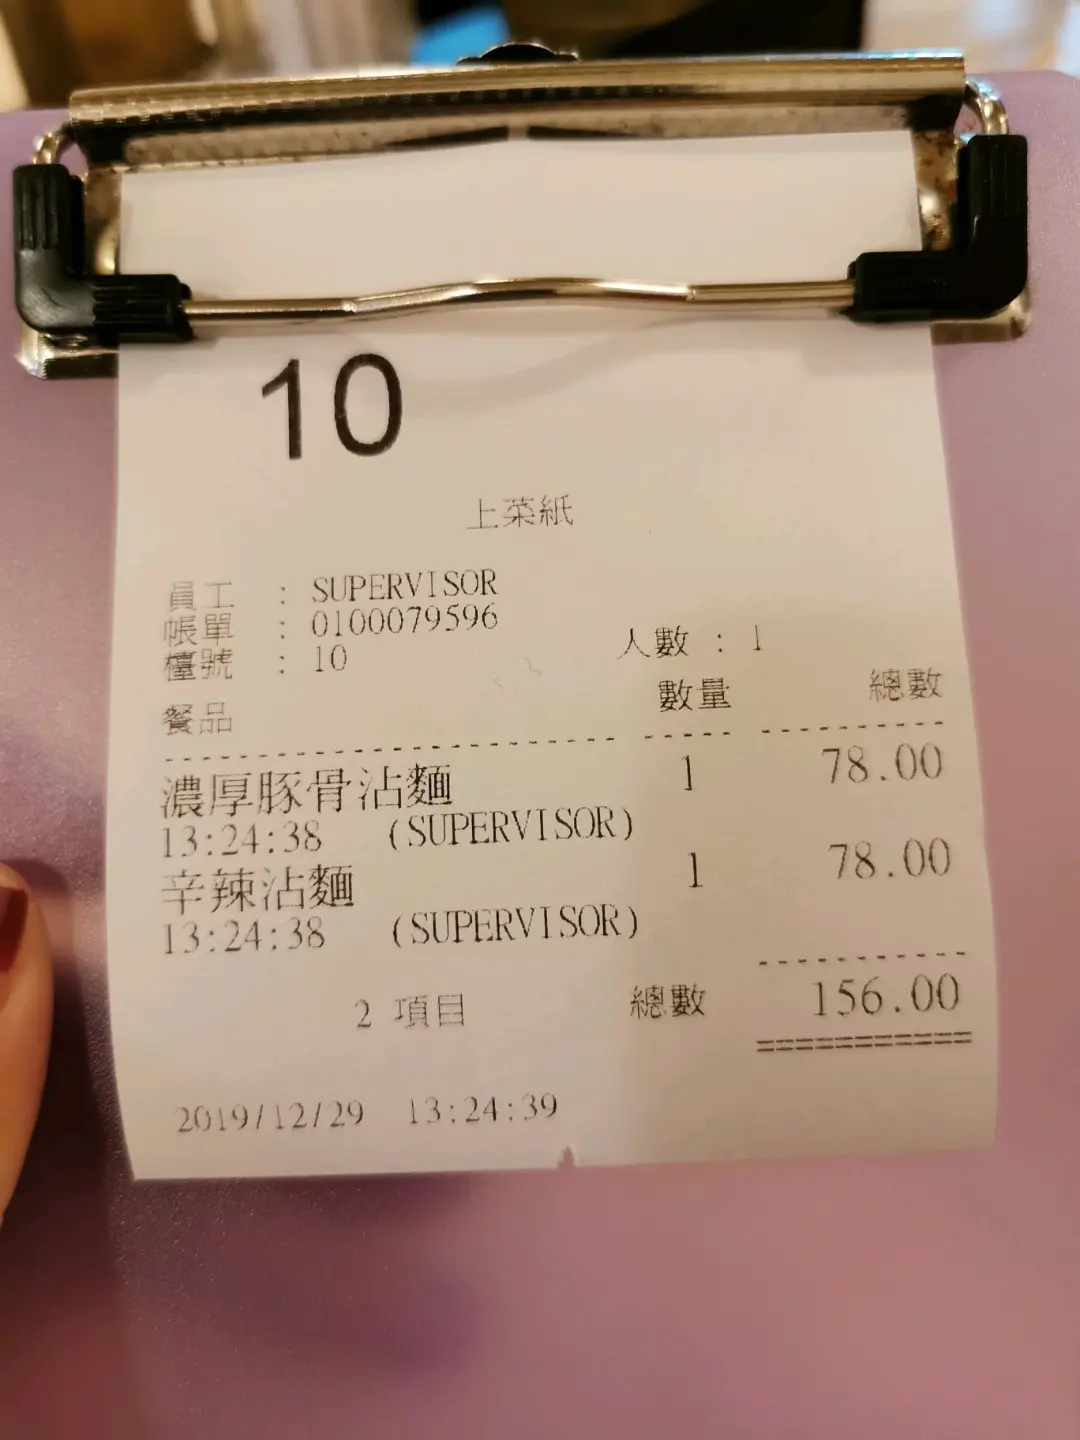 10
上菜紙
員工 : SUPERVISOR
帳單 : 0100079596
檯號 : 10 人數 : 1
餐品 數量 總數
濃厚豚骨沾麵 1 78.00
13:24:38 (SUPERVISOR)
辛辣沾麵 1 78.00
13:24:38 (SUPERVISOR)
2 項目 總數 156.00
===========
2019/12/29 13:24:39